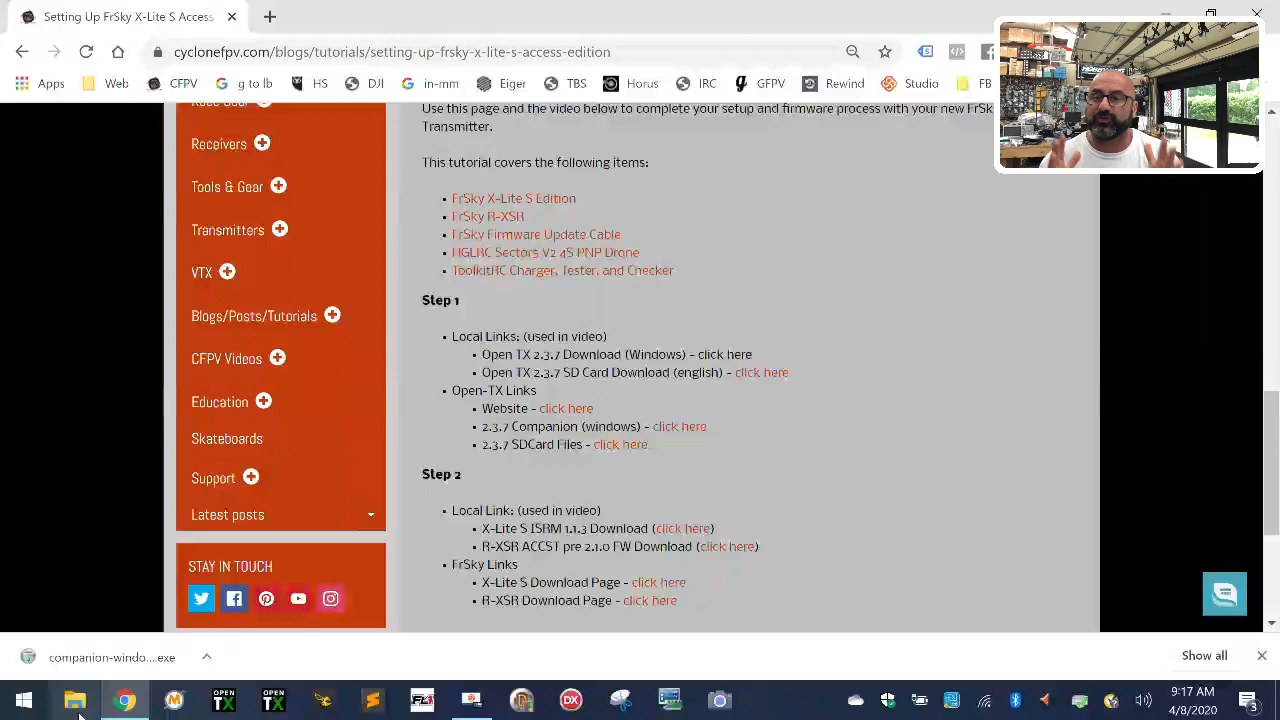 Setting Up FrSky X-Lite S Access
cyclonefpv.com/blogs/tutorials/setting-up-frsky-x-lite-s-access-edition
Apps Web CFPV g to lb in-mm TBS Horus IRC GFPV Rewind Studio FB
Use this page and the video below to complete your setup and firmware process with your new FrSk
Transmitter.
This tutorial covers the following items:
FrSky X-Lite S Edition
FrSky R-XSR
FrSky Firmware Update Cable
HGLRC Sector5 V2 4S PNP Drone
ToolkitRC Charger, Tester, and Checker
Step 1
Local Links: (used in video)
Open TX 2.3.7 Download (Windows) - click here
Open TX 2.3.7 SD Card Download (english) - click here
Open-TX Links
Website - click here
2.3.7 Companion (windows) - click here
2.3.7 SDCard Files - click here
Step 2
Local Link: (used in video)
X-Lite S ISRM 1.1.3 Download (click here)
R-XSR ACCST pre 2.1.0 FW Download (click here)
FrSky Links
X-Lite S Download Page - click here
R-XSR Download Page - click here
Receivers
Tools & Gear
Transmitters
VTX
Blogs/Posts/Tutorials
CFPV Videos
Education
Skateboards
Support
Latest posts
STAY IN TOUCH
companion-windo....exe
Show all
OPEN TX
OPEN TX
DX
9:17 AM
4/8/2020
3